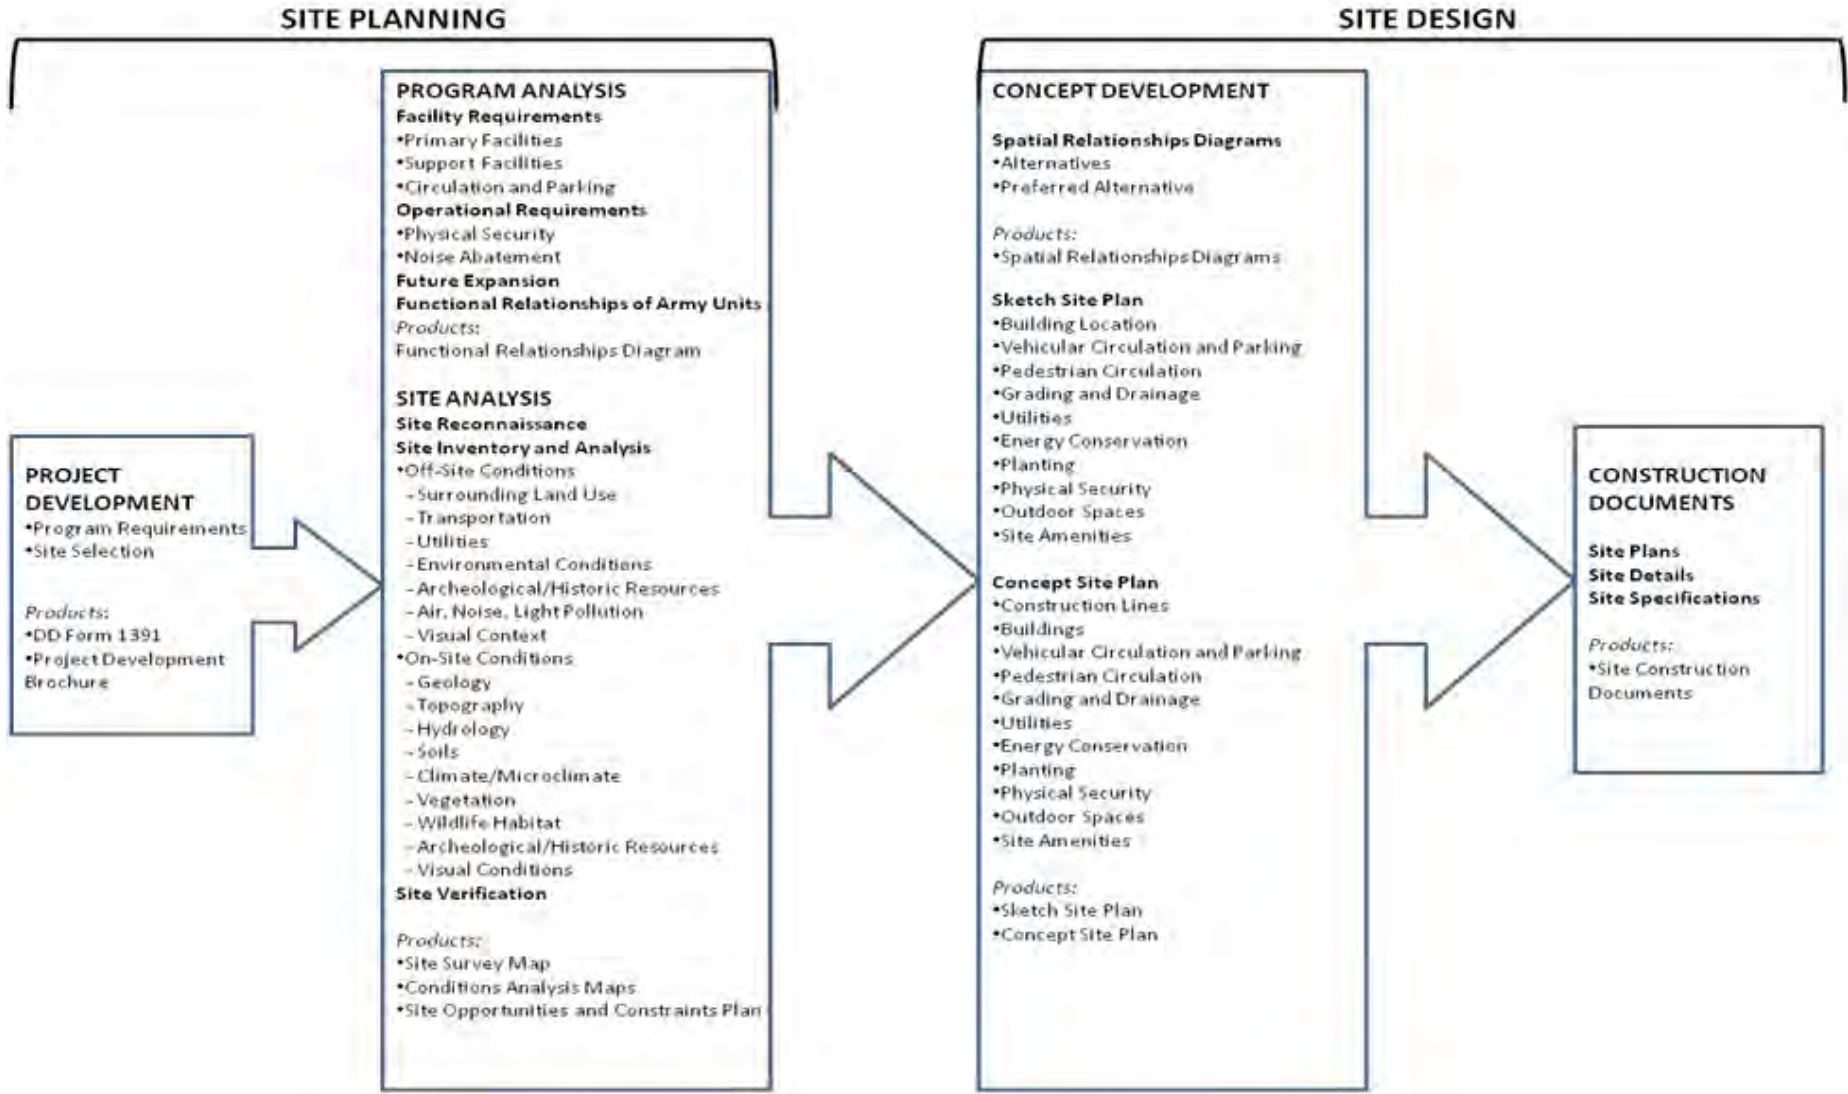 SITE PLANNING
SITE DESIGN
PROJECT
DEVELOPMENT
•Program Requirements
•Site Selection
Products:
•DD Form 1391
•Project Development
Brochure
PROGRAM ANALYSIS
Facility Requirements
•Primary Facilities
•Support Facilities
•Circulation and Parking
Operational Requirements
•Physical Security
•Noise Abatement
Future Expansion
Functional Relationships of Army Units
Products:
Functional Relationships Diagram
SITE ANALYSIS
Site Reconnaissance
Site Inventory and Analysis
•Off-Site Conditions
- Surrounding Land Use
- Transportation
- Utilities
- Environmental Conditions
- Archeological/Historic Resources
- Air, Noise, Light Pollution
- Visual Context
•On-Site Conditions
- Geology
- Topography
- Hydrology
- Soils
- Climate/Microclimate
- Vegetation
- Wildlife Habitat
- Archeological/Historic Resources
- Visual Conditions
Site Verification
Products:
•Site Survey Map
•Conditions Analysis Maps
•Site Opportunities and Constraints Plan
CONCEPT DEVELOPMENT
Spatial Relationships Diagrams
•Alternatives
•Preferred Alternative
Products:
•Spatial Relationships Diagrams
Sketch Site Plan
•Building Location
•Vehicular Circulation and Parking
•Pedestrian Circulation
•Grading and Drainage
•Utilities
•Energy Conservation
•Planting
•Physical Security
•Outdoor Spaces
•Site Amenities
Concept Site Plan
•Construction Lines
•Buildings
•Vehicular Circulation and Parking
•Pedestrian Circulation
•Grading and Drainage
•Utilities
•Energy Conservation
•Planting
•Physical Security
•Outdoor Spaces
•Site Amenities
Products:
•Sketch Site Plan
•Concept Site Plan
CONSTRUCTION
DOCUMENTS
Site Plans
Site Details
Site Specifications
Products:
•Site Construction
Documents